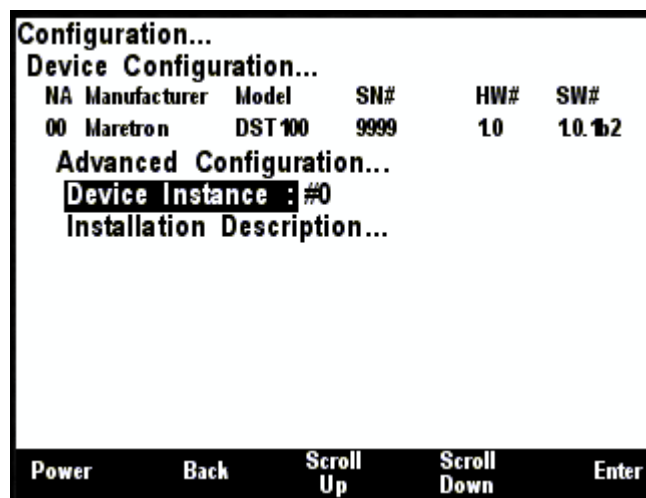 Configuration...
Device Configuration...
NA Manufacturer Model SN# HW# SW#
00 Maretron DST100 9999 1.0 1.0.1b2
Advanced Configuration...
Device Instance : #0
Installation Description...
Power Back Scroll Up Scroll Down Enter